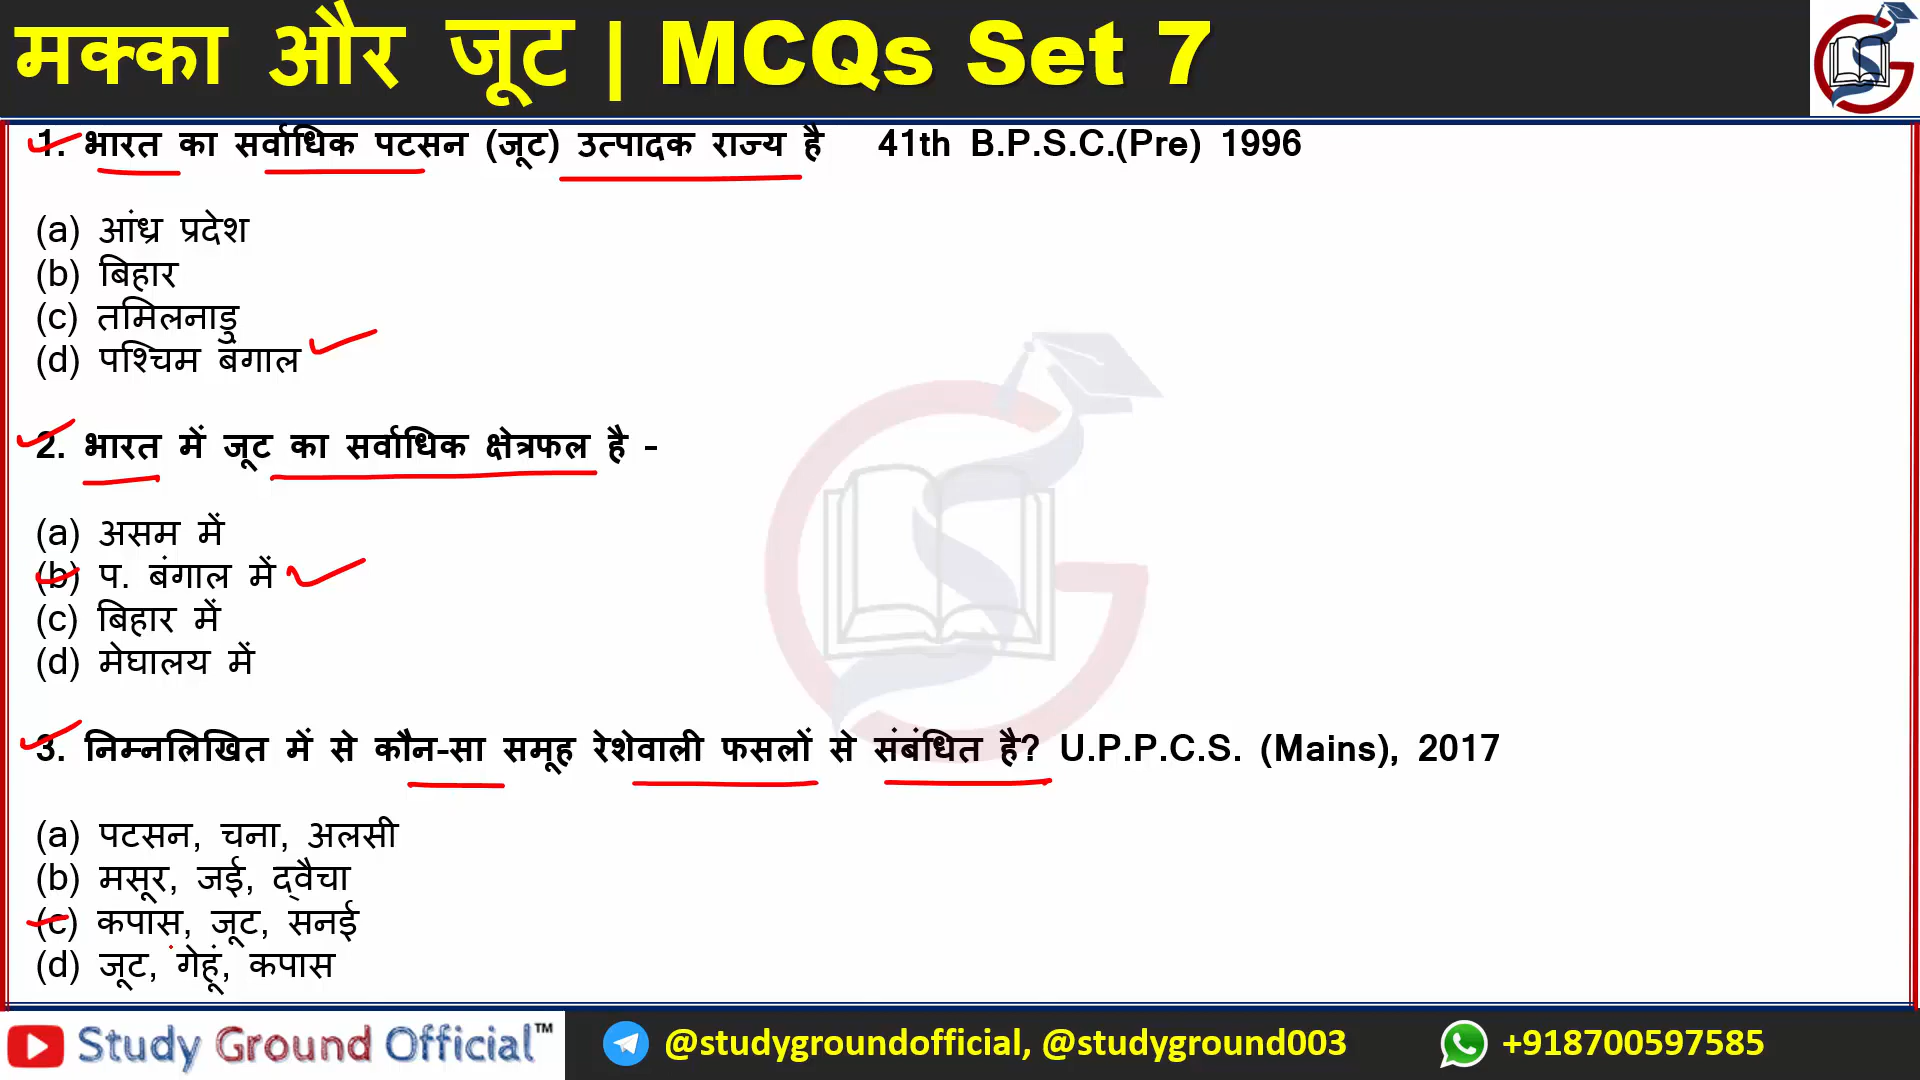 मक्का और जूट | MCQs Set 7
1. भारत का सर्वाधिक पटसन (जूट) उत्पादक राज्य है 41th B.P.S.C.(Pre) 1996
(a) आंध्र प्रदेश
(b) बिहार
(c) तमिलनाडु
(d) पश्चिम बंगाल
2. भारत में जूट का सर्वाधिक क्षेत्रफल है -
(a) असम में
(b) प. बंगाल में
(c) बिहार में
(d) मेघालय में
3. निम्नलिखित में से कौन-सा समूह रेशेवाली फसलों से संबंधित है? U.P.P.C.S. (Mains), 2017
(a) पटसन, चना, अलसी
(b) मसूर, जई, द्वैचा
(c) कपास, जूट, सनई
(d) जूट, गेहूं, कपास
Study Ground Official™ @studygroundofficial, @studyground003 +918700597585